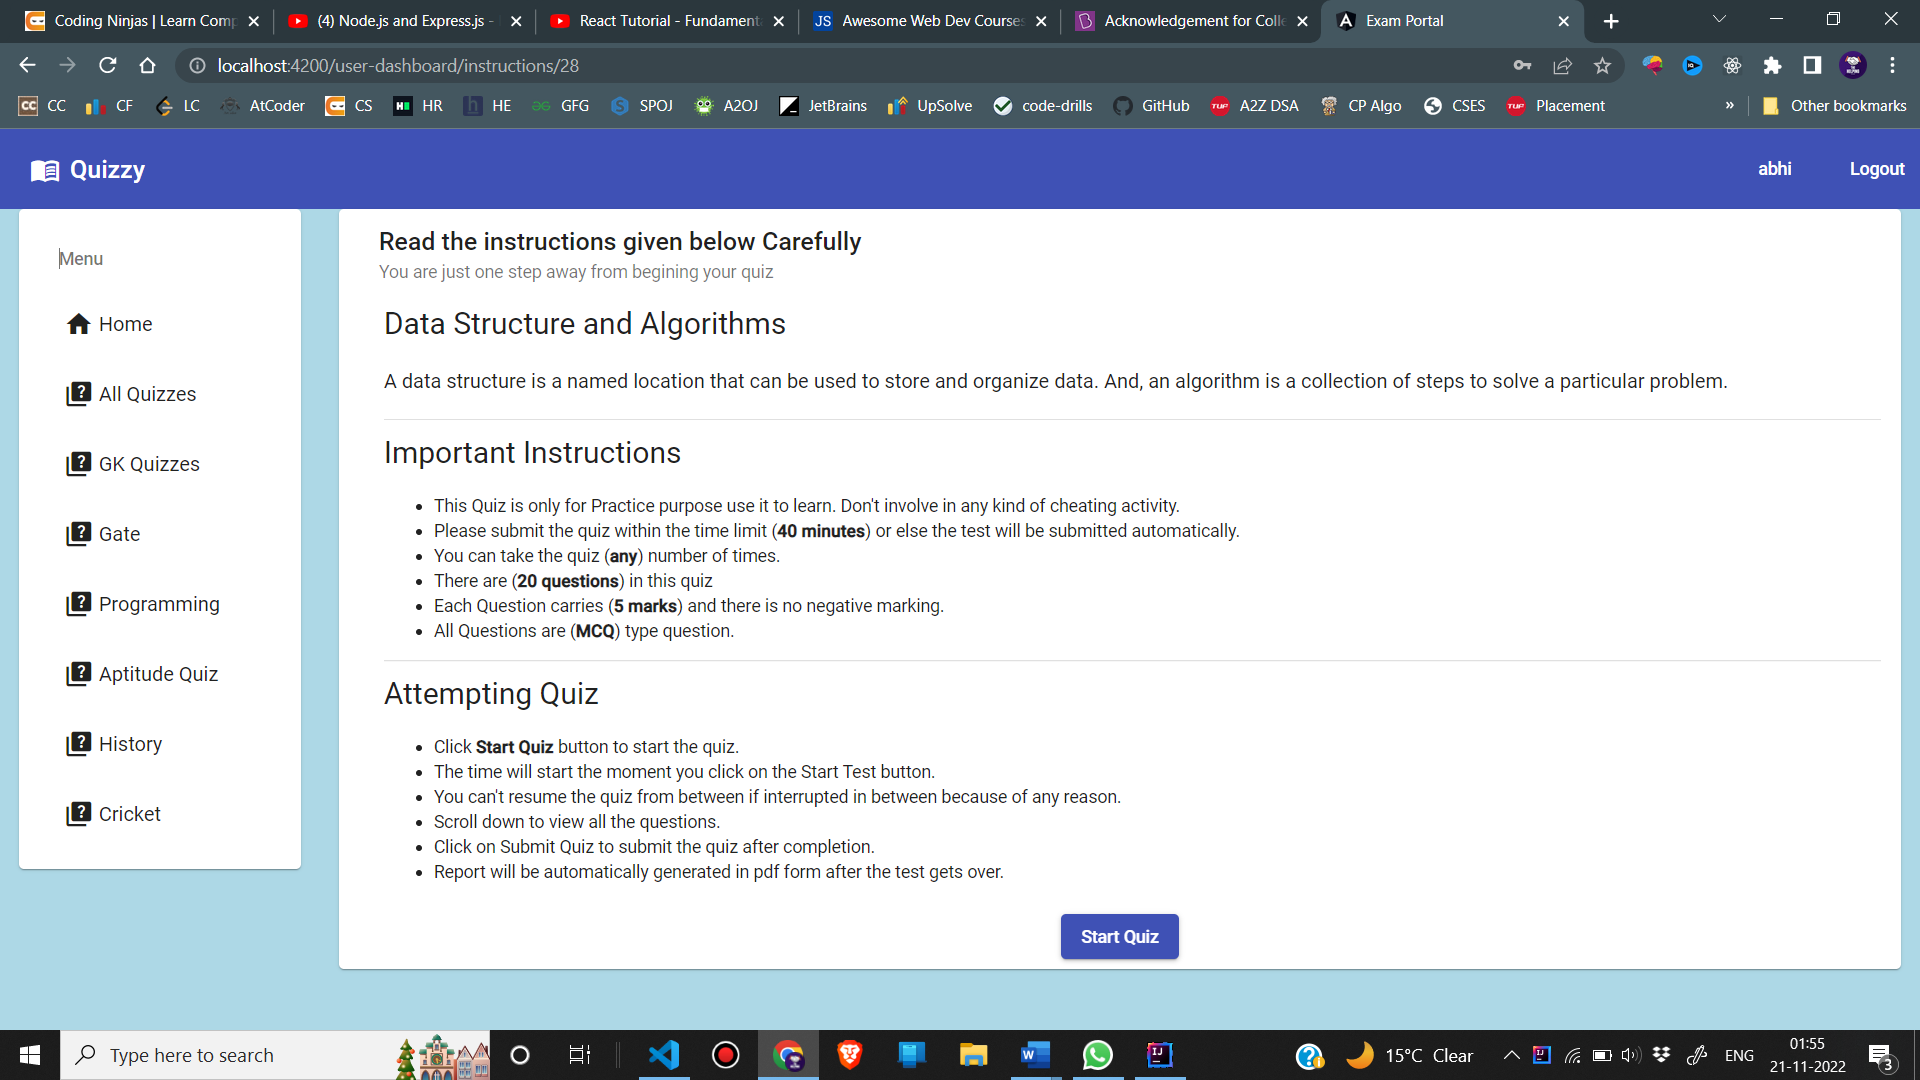 Coding Ninjas | Learn Comp
(4) Node.js and Express.js -
React Tutorial - Fundament
JS Awesome Web Dev Courses
Acknowledgement for Colle
Exam Portal
localhost:4200/user-dashboard/instructions/28
CC CF LC AtCoder CS HR HE GFG SPOJ A2OJ JetBrains UpSolve code-drills GitHub A2Z DSA CP Algo CSES Placement » Other bookmarks
Quizzy abhi Logout
Menu
Home
All Quizzes
GK Quizzes
Gate
Programming
Aptitude Quiz
History
Cricket
Read the instructions given below Carefully
You are just one step away from begining your quiz
Data Structure and Algorithms
A data structure is a named location that can be used to store and organize data. And, an algorithm is a collection of steps to solve a particular problem.
Important Instructions
• This Quiz is only for Practice purpose use it to learn. Don't involve in any kind of cheating activity.
• Please submit the quiz within the time limit (40 minutes) or else the test will be submitted automatically.
• You can take the quiz (any) number of times.
• There are (20 questions) in this quiz
• Each Question carries (5 marks) and there is no negative marking.
• All Questions are (MCQ) type question.
Attempting Quiz
• Click Start Quiz button to start the quiz.
• The time will start the moment you click on the Start Test button.
• You can't resume the quiz from between if interrupted in between because of any reason.
• Scroll down to view all the questions.
• Click on Submit Quiz to submit the quiz after completion.
• Report will be automatically generated in pdf form after the test gets over.
Start Quiz
Type here to search
15°C Clear
ENG
01:55
21-11-2022
3